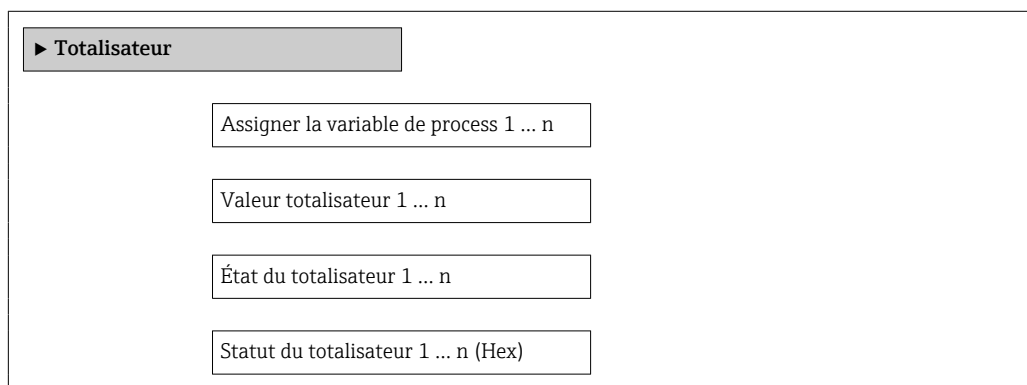 ▶ Totalisateur
Assigner la variable de process 1 … n
Valeur totalisateur 1 … n
État du totalisateur 1 … n
Statut du totalisateur 1 … n (Hex)